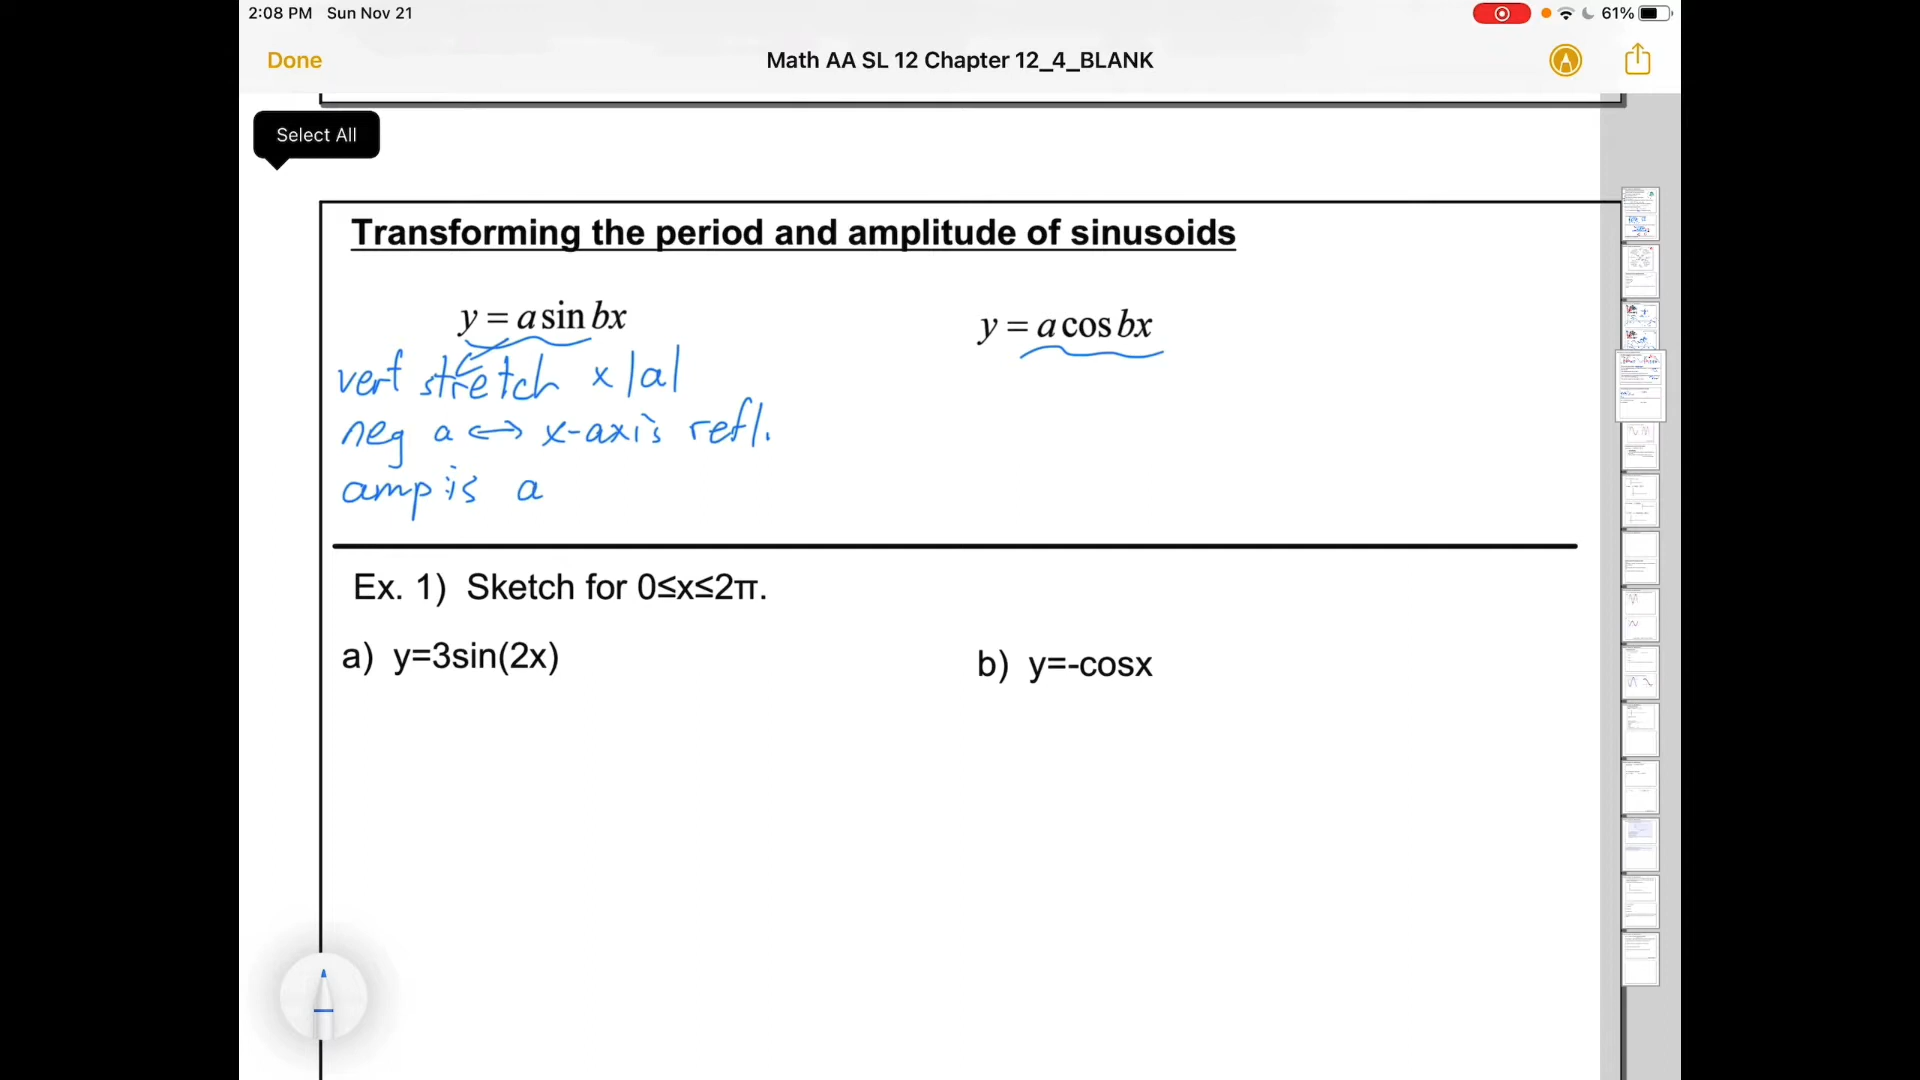 2:08 PM Sun Nov 21
61%
Done
Math AA SL 12 Chapter 12_4_BLANK
Select All
Transforming the period and amplitude of sinusoids
y = a sin bx
y = a cos bx
vert stretch x |a|
neg a ↔ x-axis refl.
amp is a
Ex. 1) Sketch for 0≤x≤2π.
a) y=3sin(2x)
b) y=-cosx